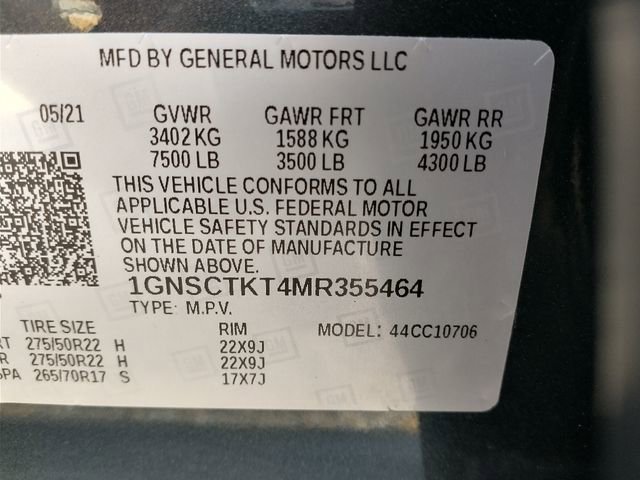 MFD BY GENERAL MOTORS LLC
05/21 GVWR GAWR FRT GAWR RR
3402 KG 1588 KG 1950 KG
7500 LB 3500 LB 4300 LB
THIS VEHICLE CONFORMS TO ALL
APPLICABLE U.S. FEDERAL MOTOR
VEHICLE SAFETY STANDARDS IN EFFECT
ON THE DATE OF MANUFACTURE
SHOWN ABOVE
1GNSCTKT4MR355464
TYPE: M.P.V.
TIRE SIZE RIM MODEL: 44CC10706
RT 275/50R22 H 22X9J
R 275/50R22 H 22X9J
SPA 265/70R17 S 17X7J